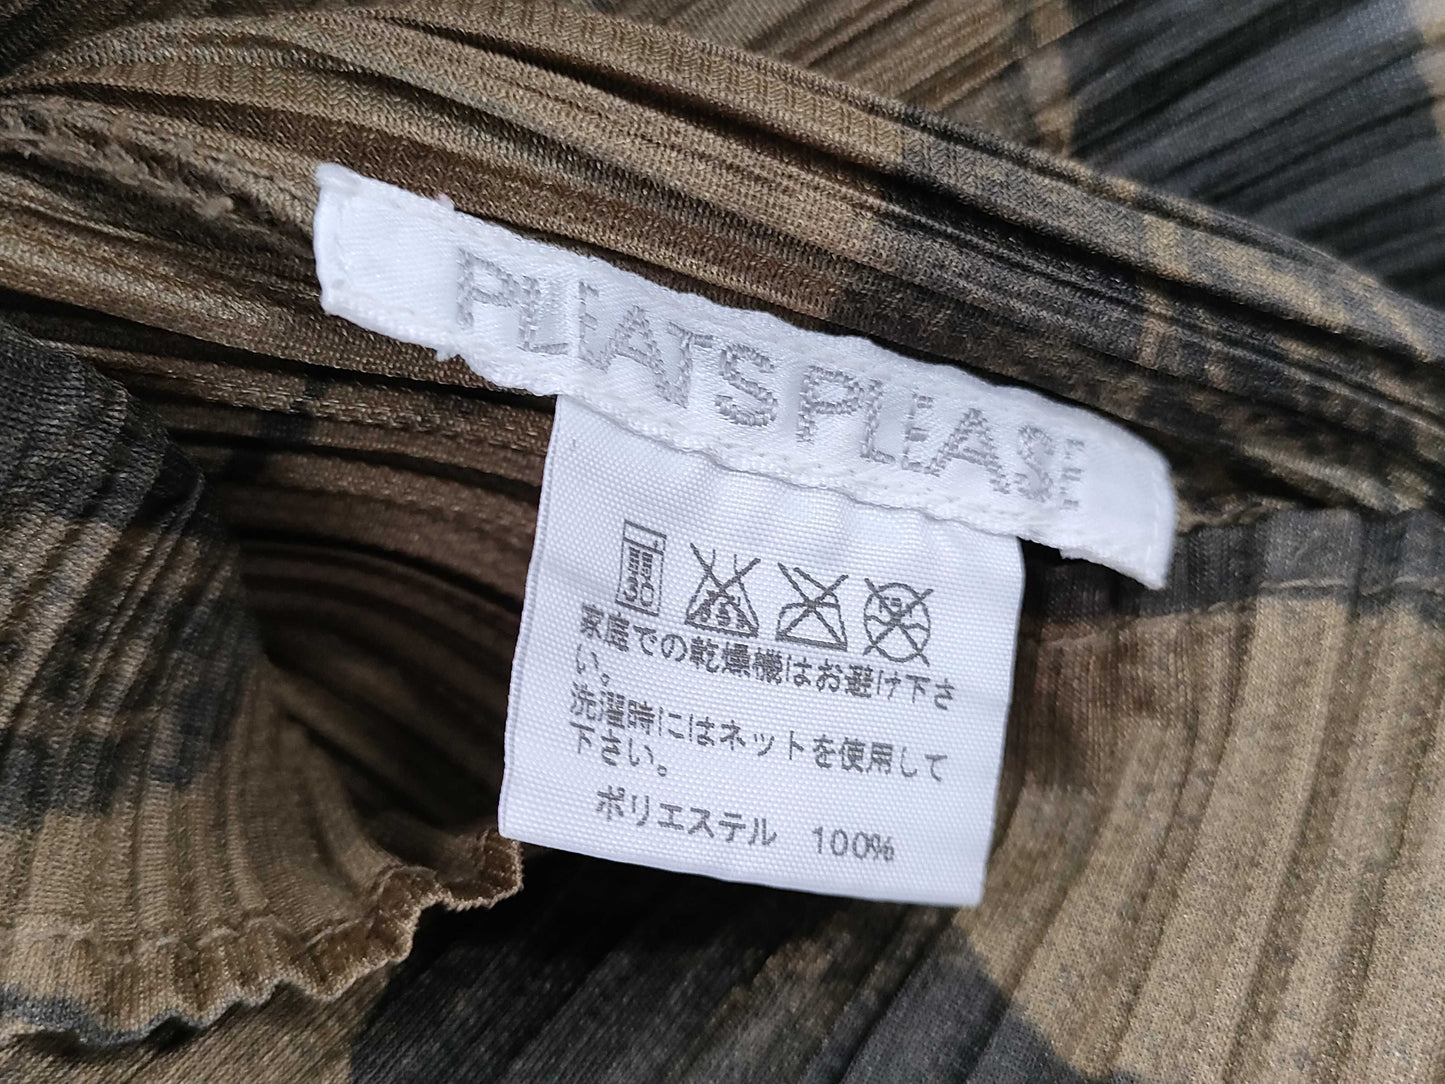 PLEATS PLEASE
家庭での乾燥機はお避け下さ
い。
洗濯時にはネットを使用して
下さい。
ポリエステル 100%